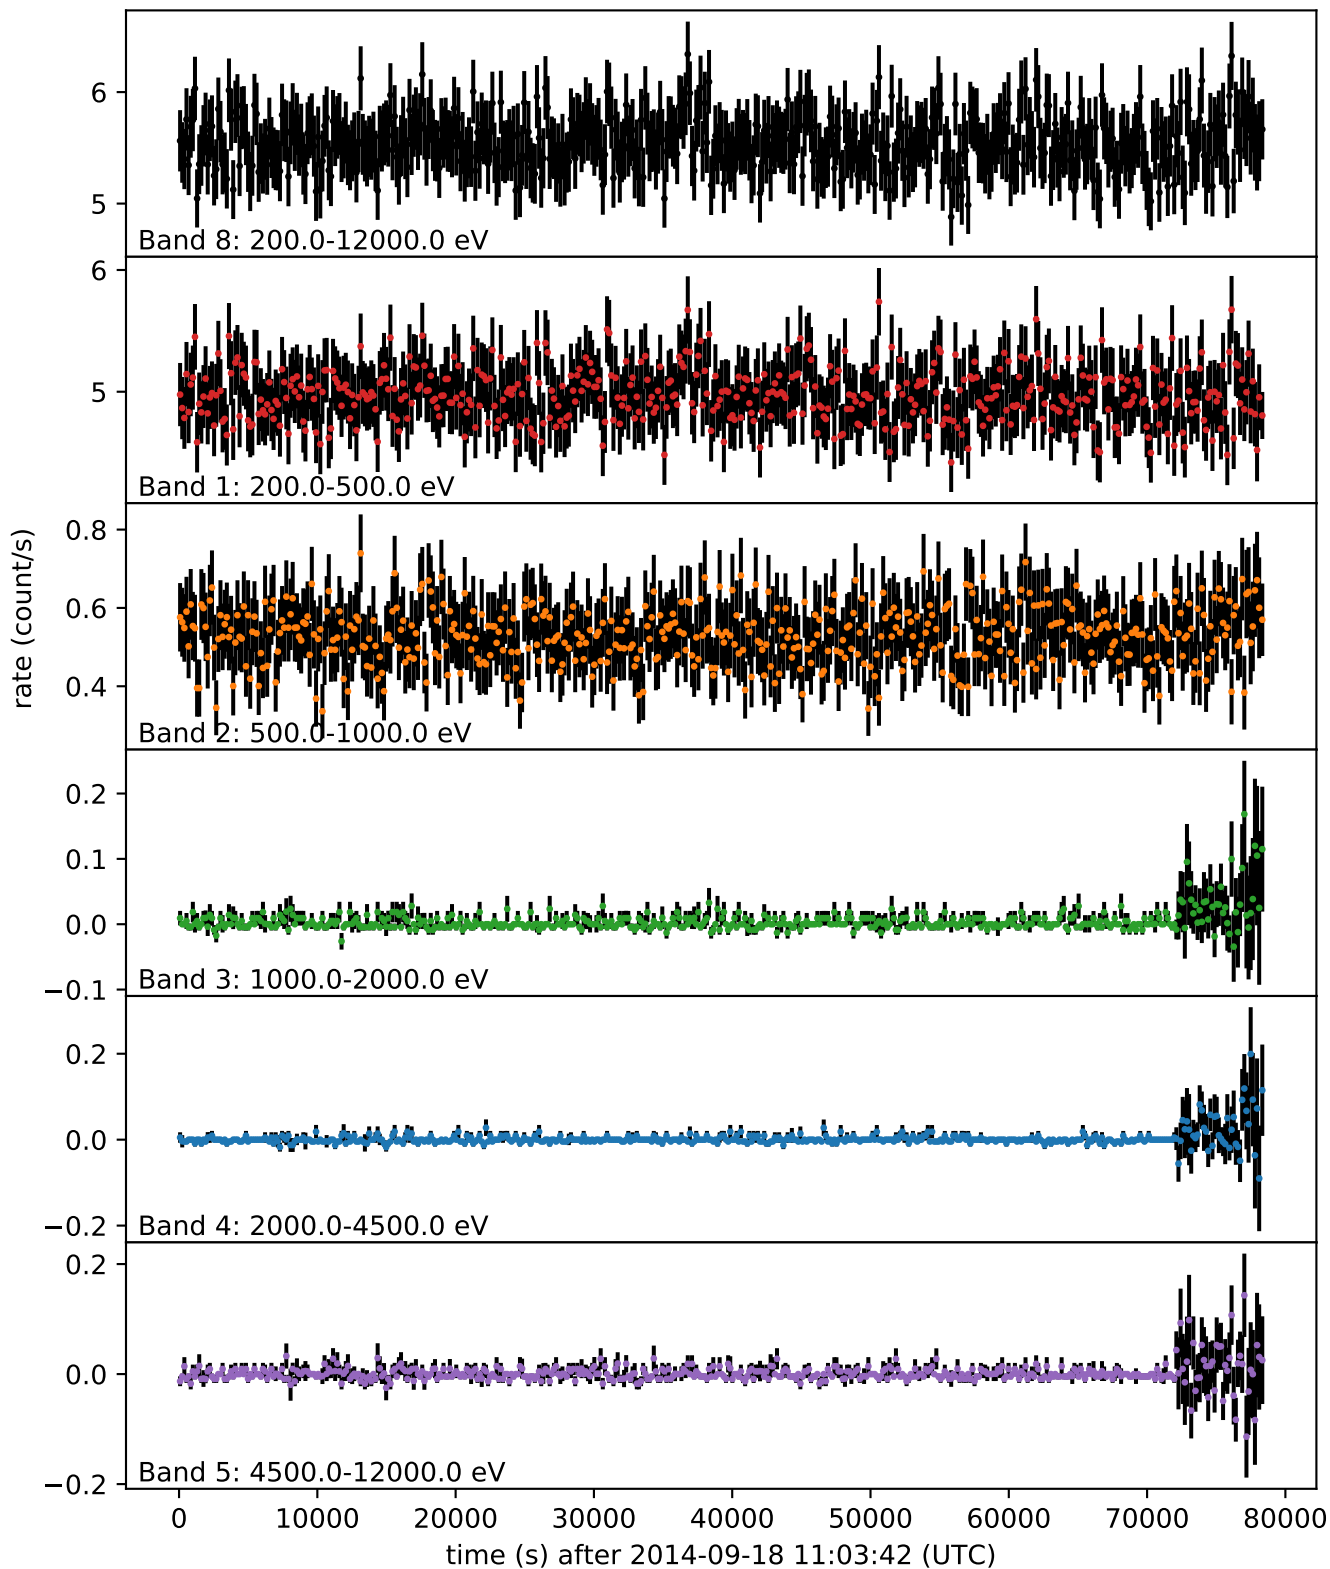 6
5
Band 8: 200.0-12000.0 eV
6
5
Band 1: 200.0-500.0 eV
0.8
0.6
0.4
Band 2: 500.0-1000.0 eV
rate (count/s)
0.2
0.1
0.0
−0.1
Band 3: 1000.0-2000.0 eV
0.2
0.0
−0.2
Band 4: 2000.0-4500.0 eV
0.2
0.0
−0.2
Band 5: 4500.0-12000.0 eV
0 10000 20000 30000 40000 50000 60000 70000 80000
time (s) after 2014-09-18 11:03:42 (UTC)